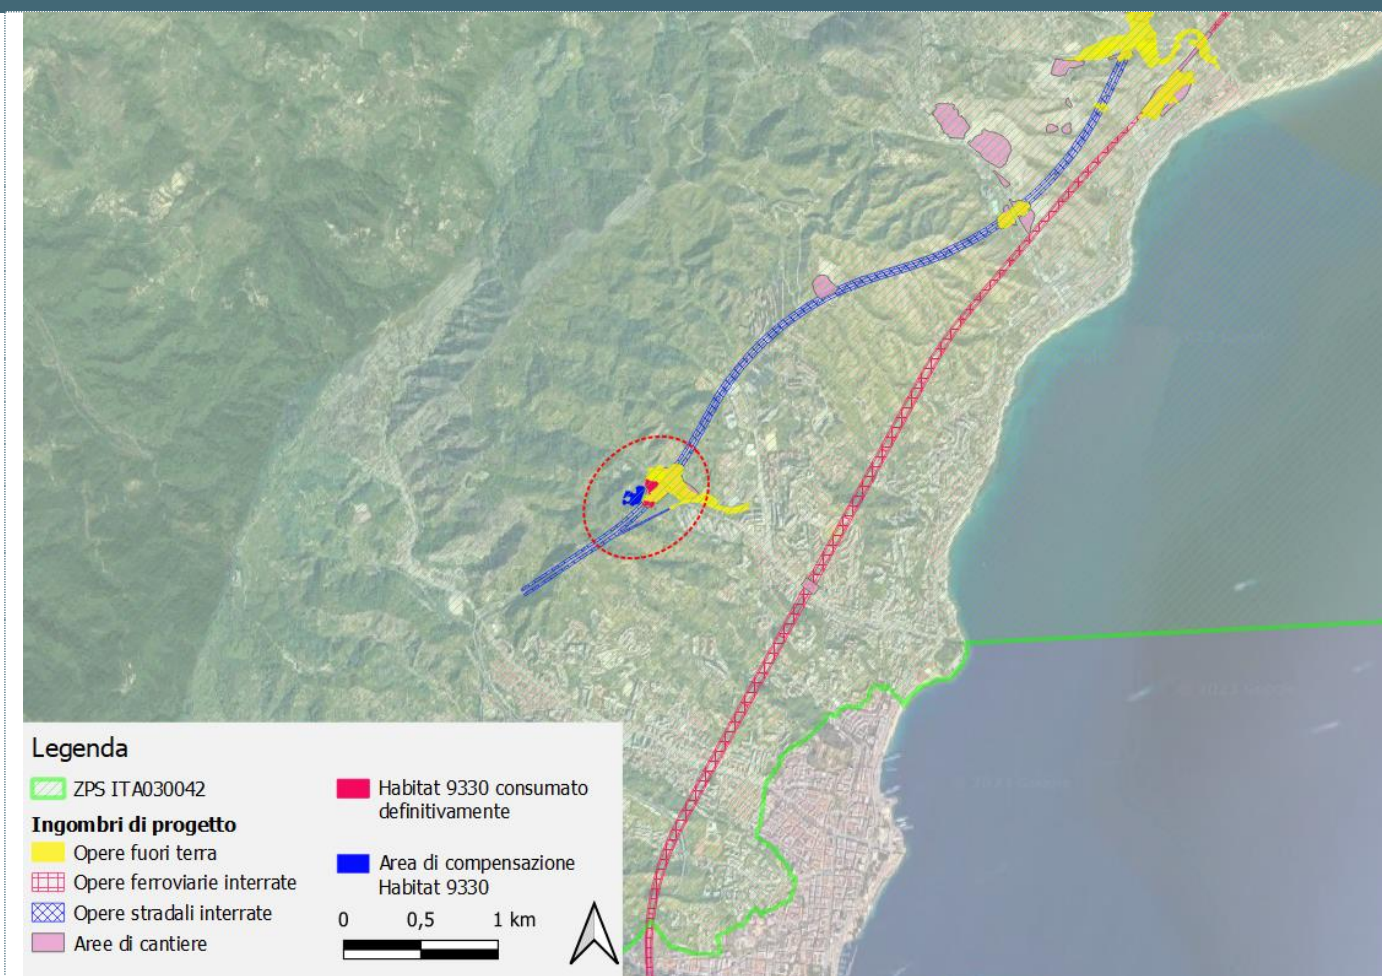 Legenda
ZPS ITA030042
Ingombri di progetto
Opere fuori terra
Opere ferroviarie interrate
Opere stradali interrate
Aree di cantiere
Habitat 9330 consumato
definitivamente
Area di compensazione
Habitat 9330
0 0,5 1 km